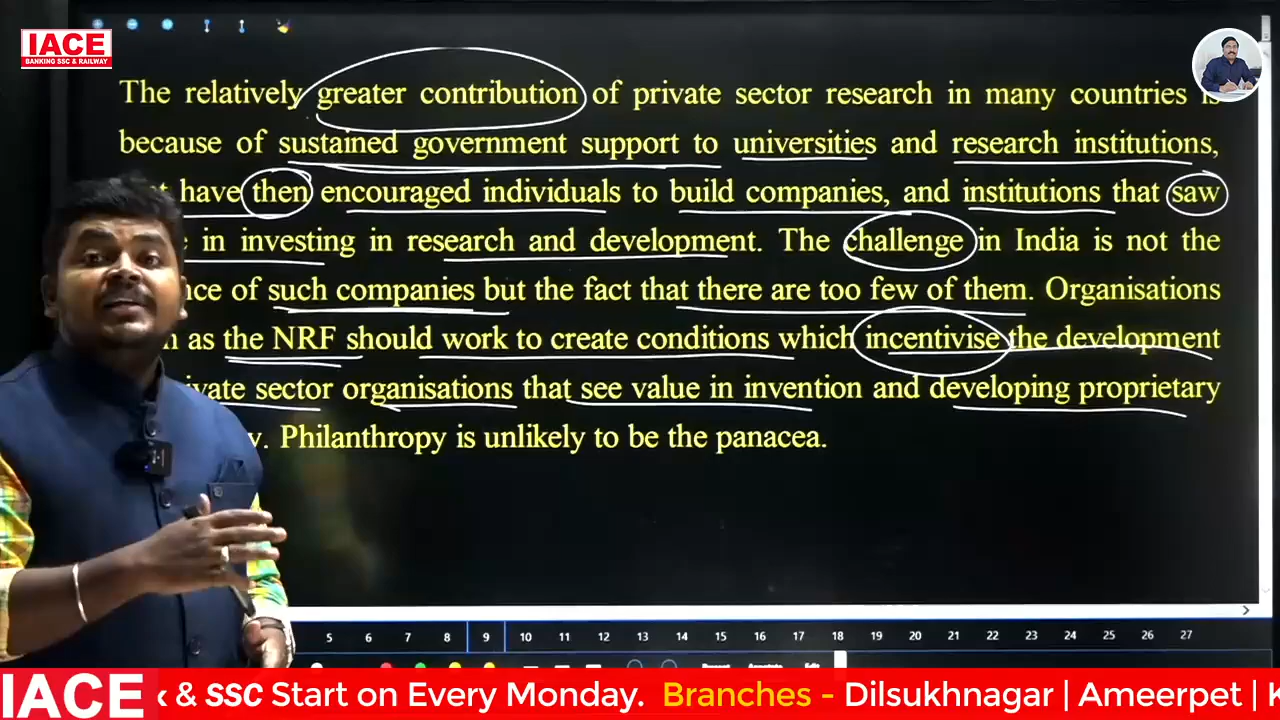 IACE
BANKING SSC & RAILWAY
The relatively greater contribution of private sector research in many countries is
because of sustained government support to universities and research institutions,
have then encouraged individuals to build companies, and institutions that saw
in investing in research and development. The challenge in India is not the
of such companies but the fact that there are too few of them. Organisations
as the NRF should work to create conditions which incentivise the development
sector organisations that see value in invention and developing proprietary
Philanthropy is unlikely to be the panacea.
5 6 7 8 9 10 11 12 13 14 15 16 17 18 19 20 21 22 23 24 25 26 27
IACE & SSC Start on Every Monday. Branches - Dilsukhnagar | Ameerpet |